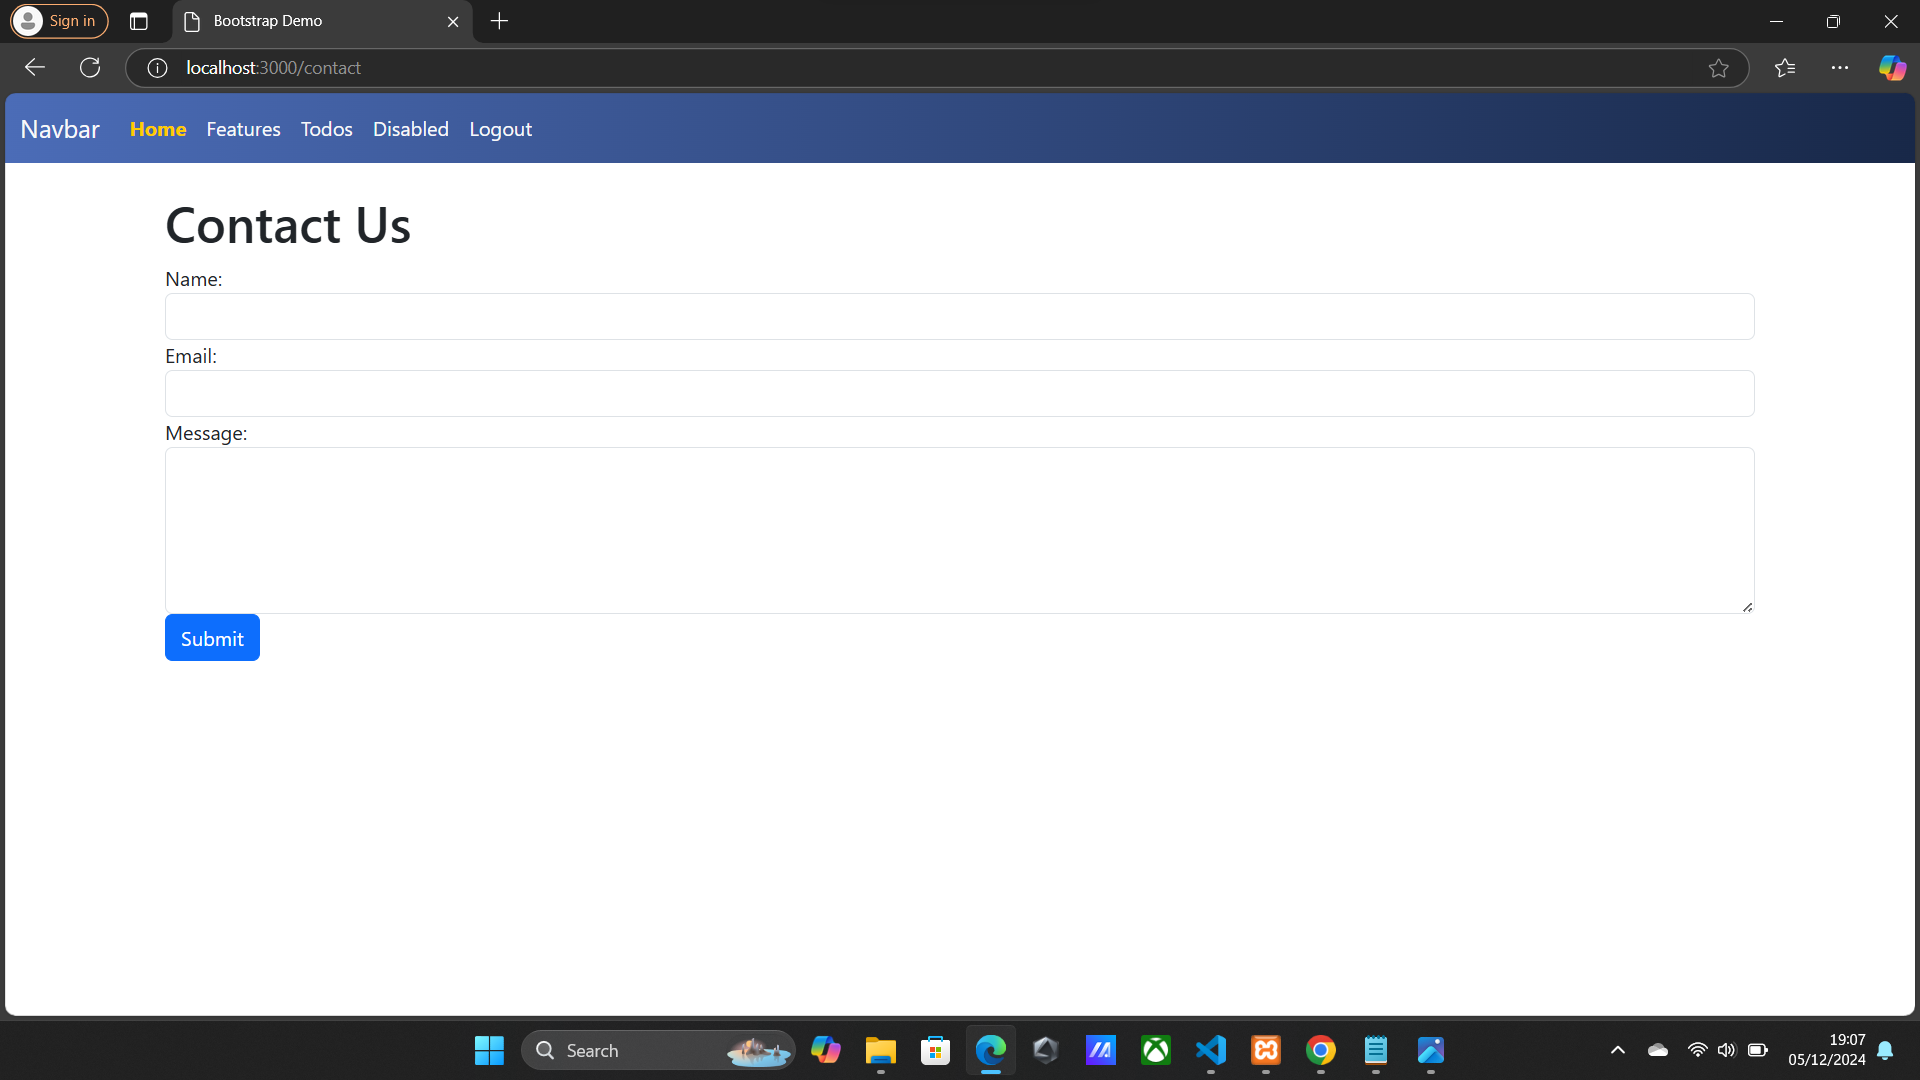 Sign in
Bootstrap Demo
localhost:3000/contact
Navbar Home Features Todos Disabled Logout
Contact Us
Name:
Email:
Message:
Submit
Search
19:07
05/12/2024